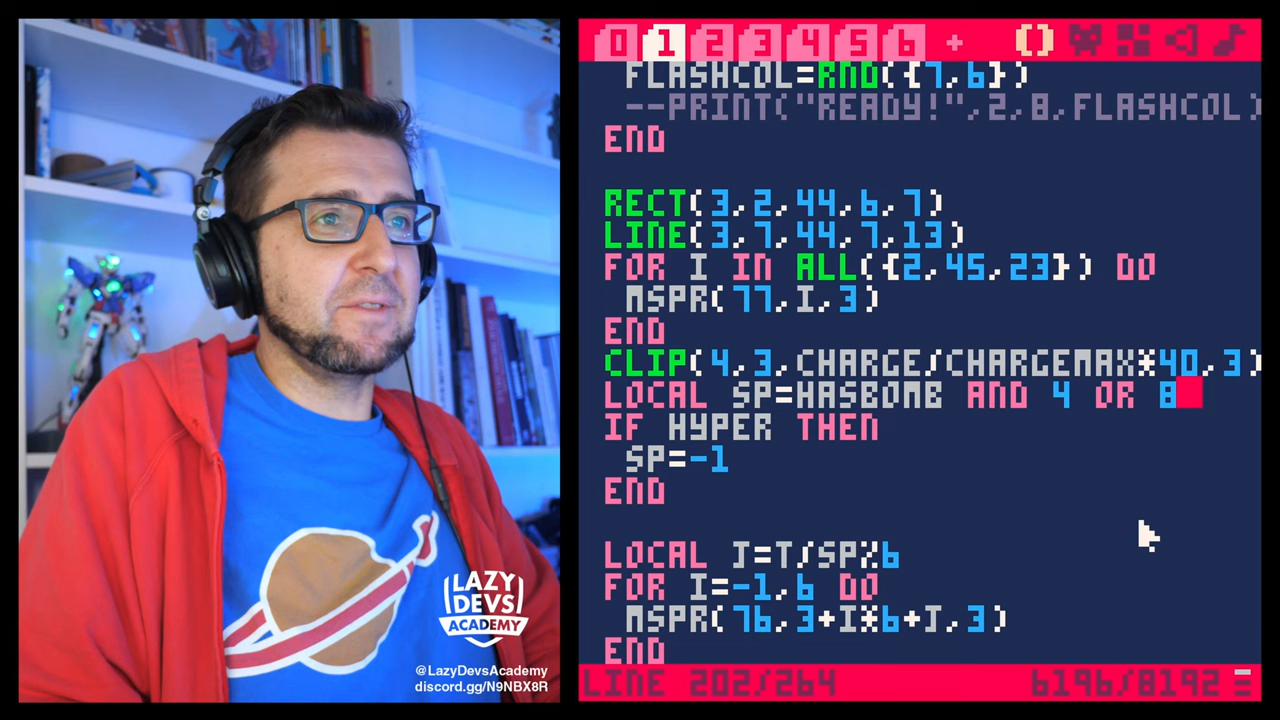 0 1 2 3 4 5 6 + ()
FLASHCOL=RND({7,6})
--PRINT("READY!",2,8,FLASHCOL)
END
RECT(3,2,44,6,7)
LINE(3,7,44,7,13)
FOR I IN ALL({2,45,23}) DO
MSPR(77,I,3)
END
CLIP(4,3,CHARGE/CHARGEMAX*40,3)
LOCAL SP=HASBOMB AND 4 OR 8
IF HYPER THEN
SP=-1
END
LOCAL J=T/SP%6
FOR I=-1,6 DO
MSPR(76,3+I*6+J,3)
END
LINE 202/264 6196/8192
LAZY
DEVS
ACADEMY
@LazyDevsAcademy
discord.gg/N9NBX8R